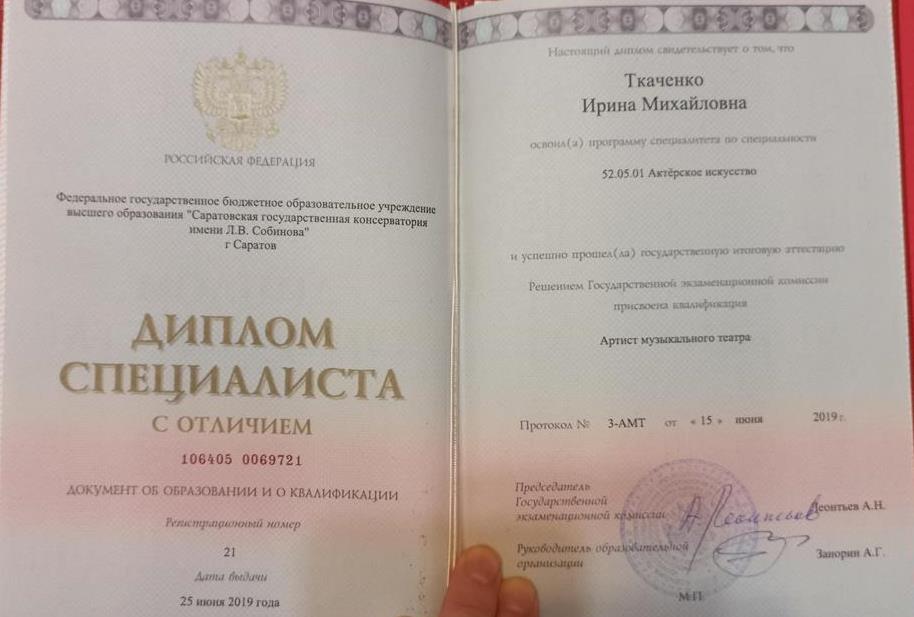 РОССИЙСКАЯ ФЕДЕРАЦИЯ
Федеральное государственное бюджетное образовательное учреждение
высшего образования "Саратовская государственная консерватория
имени Л.В. Собинова"
г Саратов
ДИПЛОМ
СПЕЦИАЛИСТА
С ОТЛИЧИЕМ
106405 0069721
ДОКУМЕНТ ОБ ОБРАЗОВАНИИ И О КВАЛИФИКАЦИИ
Регистрационный номер
21
Дата выдачи
25 июня 2019 года
Настоящий диплом свидетельствует о том, что
Ткаченко
Ирина Михайловна
освоил(а) программу специалитета по специальности
52.05.01 Актёрское искусство
и успешно прошел(ла) государственную итоговую аттестацию
Решением Государственной экзаменационной комиссии
присвоена квалификация
Артист музыкального театра
Протокол № 3-АМТ от « 15 » июня 2019 г.
Председатель
Государственной
экзаменационной комиссии А. Леонтьев Леонтьев А.Н.
Руководитель образовательной
организации Занорин А.Г.
М.П.